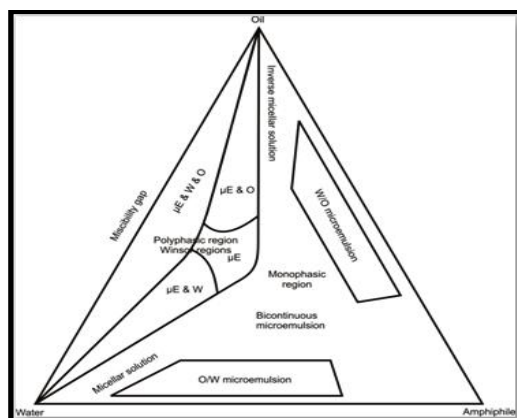 Oil
Inverse micellar solution
Miscibility gap
µE & W & O
µE & O
W/O microemulsion
Polyphasic region
Winsor regions
µE
Monophasic
region
µE & W
Bicontinuous
microemulsion
Micellar solution
O/W microemulsion
Water
Amphiphile